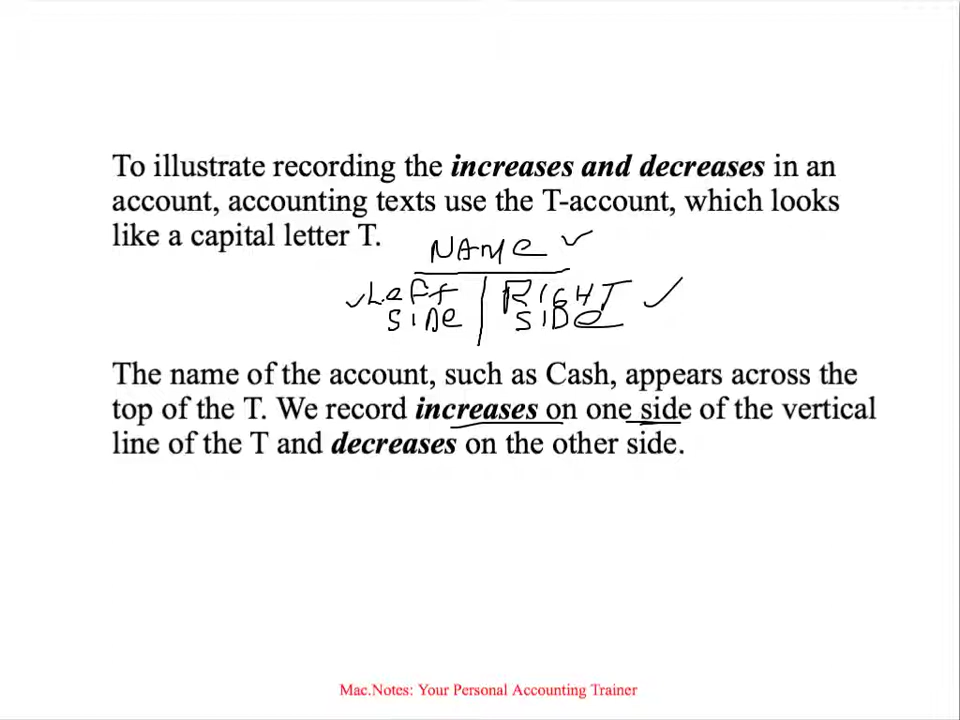 To illustrate recording the increases and decreases in an
account, accounting texts use the T-account, which looks
like a capital letter T.
NAMe
Left | RIGHT
SIDe | SIDe
The name of the account, such as Cash, appears across the
top of the T. We record increases on one side of the vertical
line of the T and decreases on the other side.
Mac.Notes: Your Personal Accounting Trainer